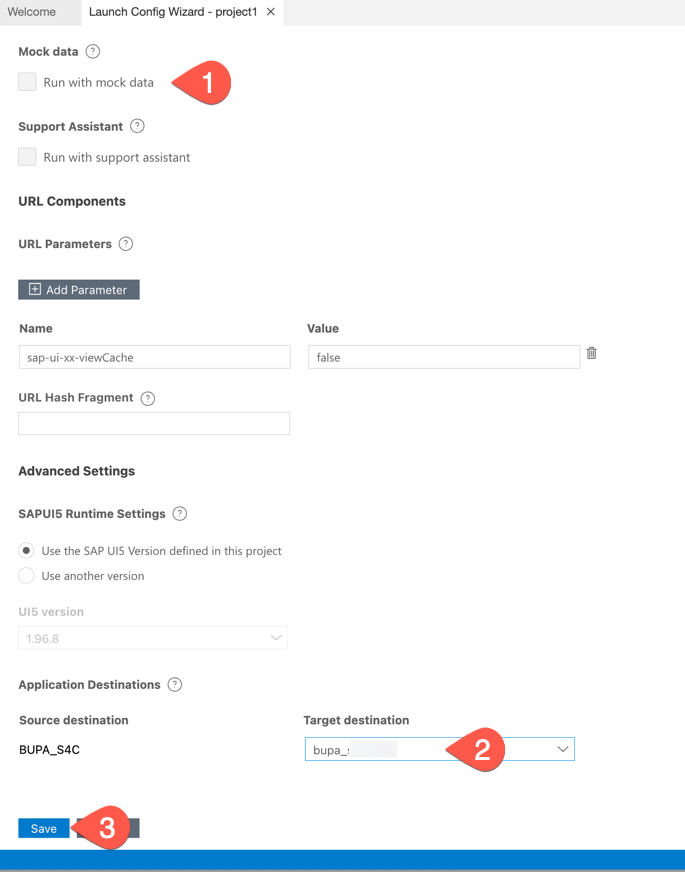 Welcome Launch Config Wizard - project1 ×
Mock data ?
Run with mock data 1
Support Assistant ?
Run with support assistant
URL Components
URL Parameters ?
+ Add Parameter
Name Value
sap-ui-xx-viewCache false
URL Hash Fragment ?
Advanced Settings
SAPUI5 Runtime Settings ?
Use the SAP UI5 Version defined in this project
Use another version
UI5 version
1.96.8
Application Destinations ?
Source destination Target destination
BUPA_S4C bupa_ 2
Save 3